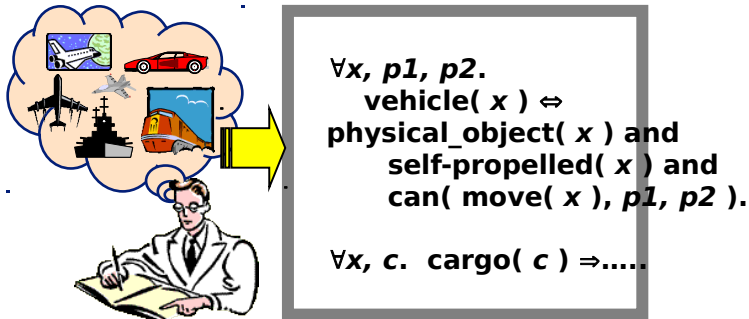 ∀x, p1, p2.
vehicle( x ) ⇔
physical_object( x ) and
self-propelled( x ) and
can( move( x ), p1, p2 ).
∀x, c. cargo( c ) ⇒.....